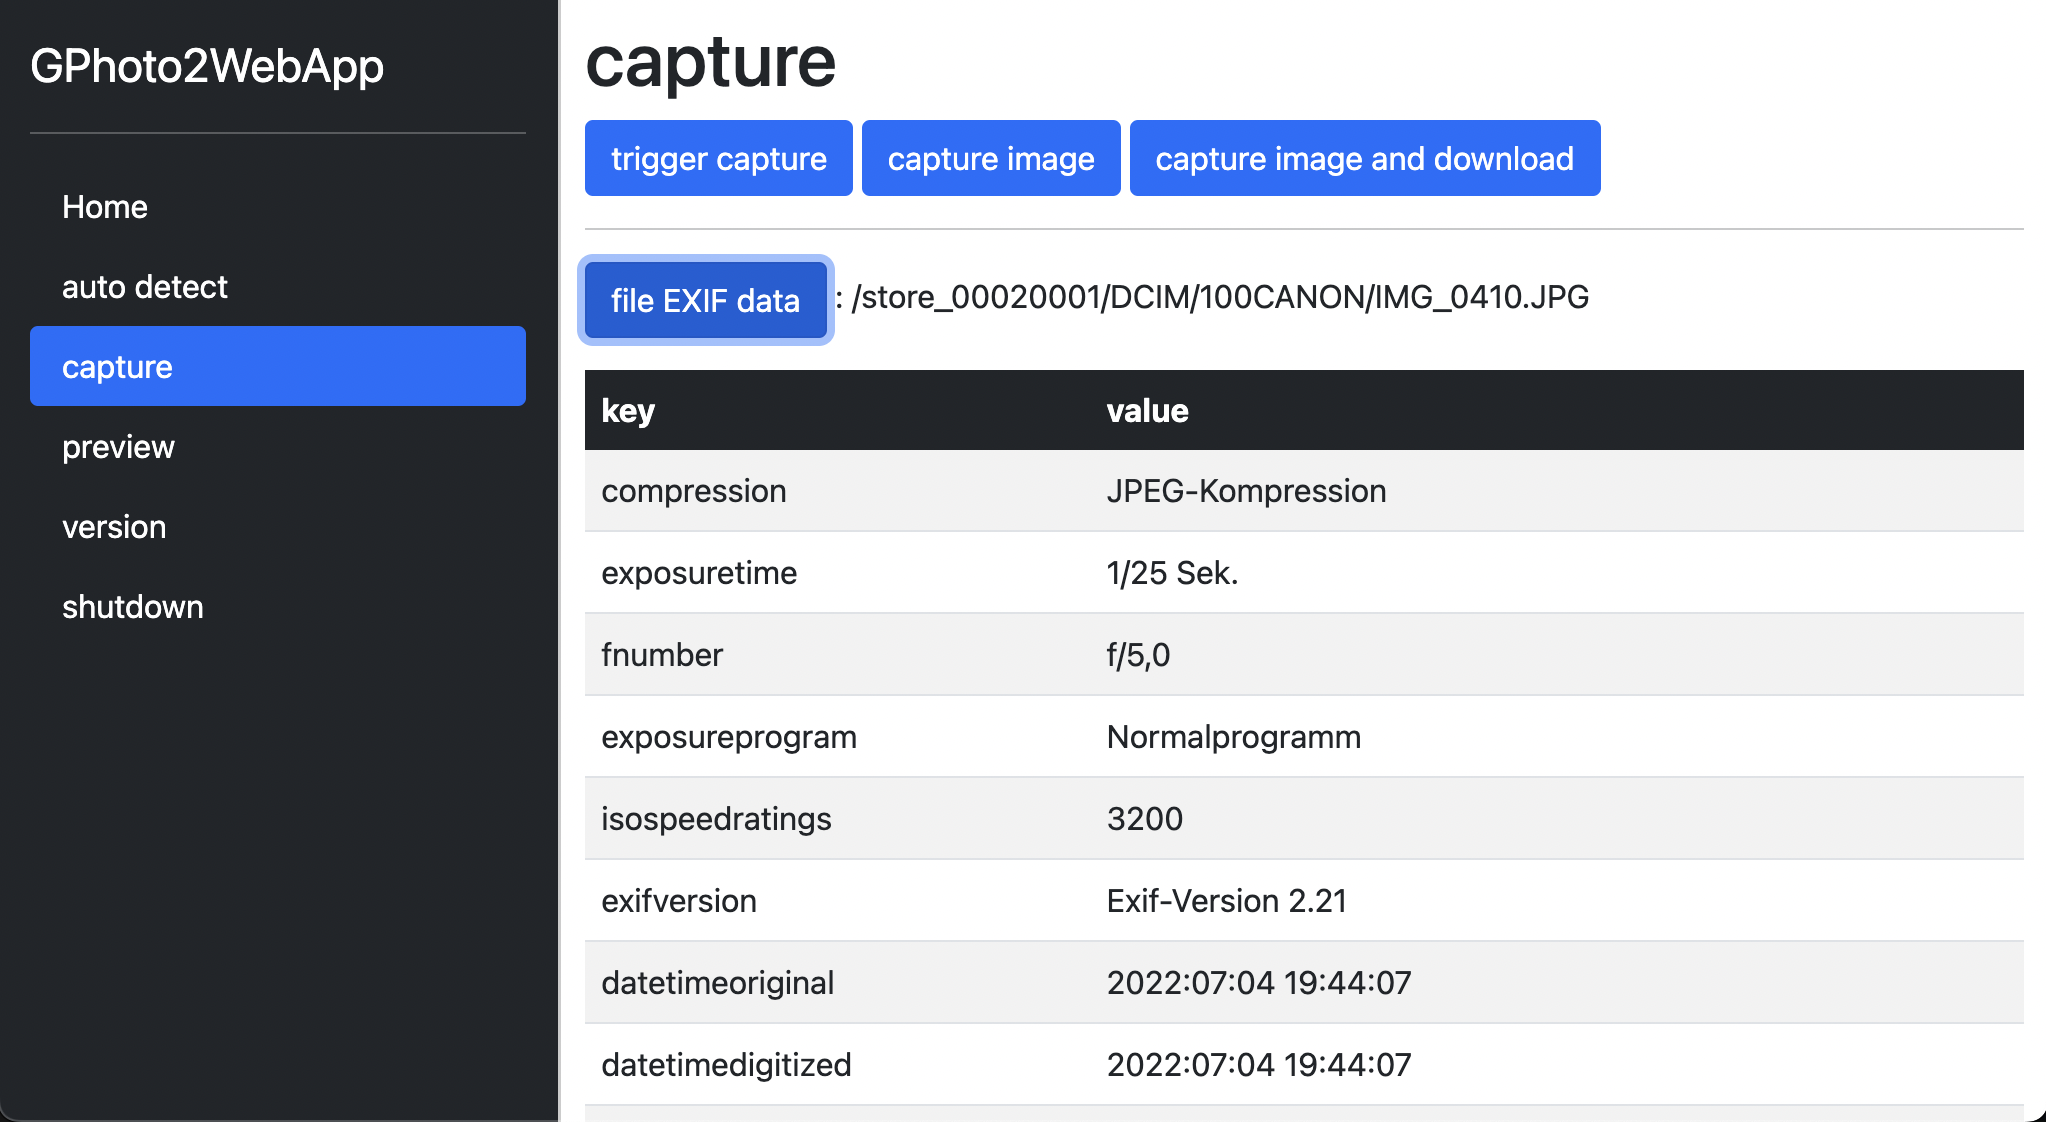 GPhoto2WebApp
Home
auto detect
capture
preview
version
shutdown
capture
trigger capture capture image capture image and download
file EXIF data : /store_00020001/DCIM/100CANON/IMG_0410.JPG
key value
compression JPEG-Kompression
exposuretime 1/25 Sek.
fnumber f/5,0
exposureprogram Normalprogramm
isospeedratings 3200
exifversion Exif-Version 2.21
datetimeoriginal 2022:07:04 19:44:07
datetimedigitized 2022:07:04 19:44:07